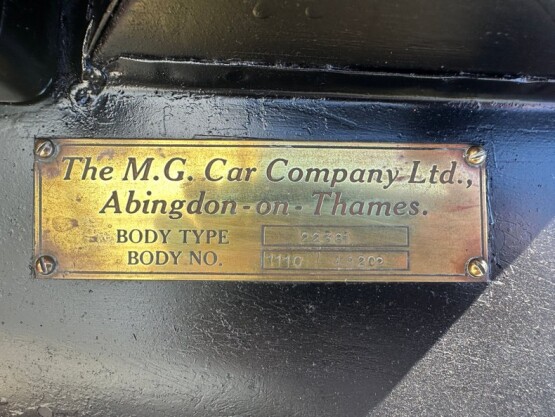 The M.G. Car Company Ltd.,
Abingdon-on-Thames.
BODY TYPE
BODY NO. 1110